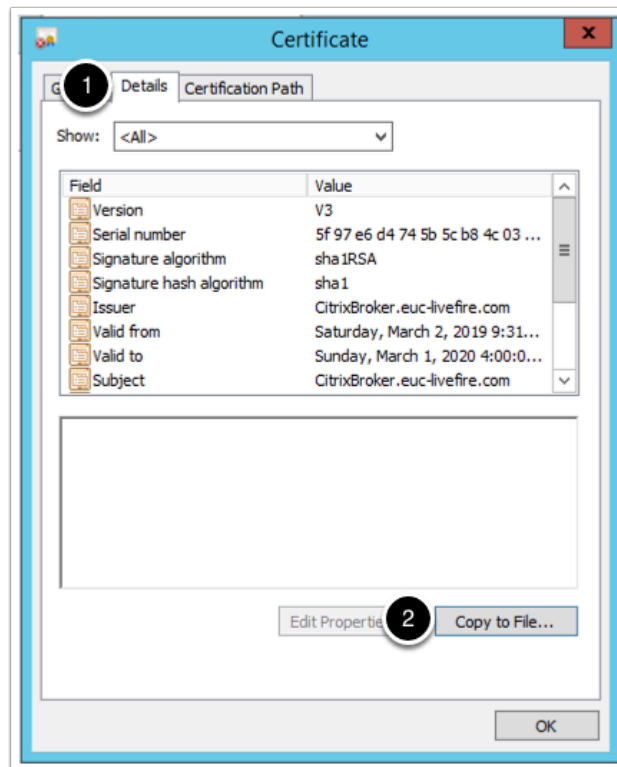 Certificate
x
G
1
Details
Certification Path
Show: <All>
Field Value
Version V3
Serial number 5f 97 e6 d4 74 5b 5c b8 4c 03 ...
Signature algorithm sha1RSA
Signature hash algorithm sha1
Issuer CitrixBroker.euc-livefire.com
Valid from Saturday, March 2, 2019 9:31...
Valid to Sunday, March 1, 2020 4:00:0...
Subject CitrixBroker.euc-livefire.com
Edit Propertie
2
Copy to File...
OK